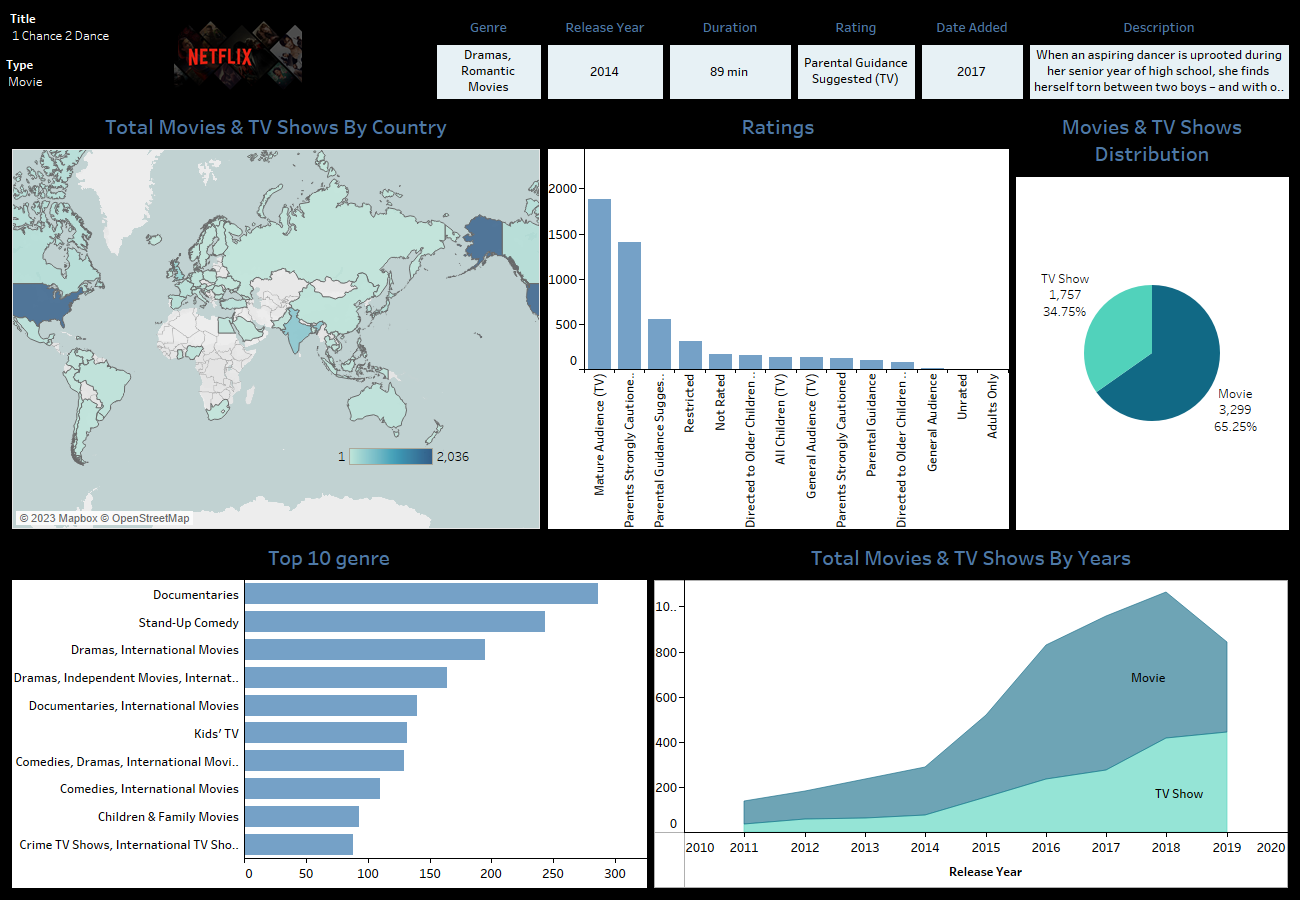 Title
1 Chance 2 Dance
Type
Movie
NETFLIX
Genre
Dramas,
Romantic
Movies
Release Year
2014
Duration
89 min
Rating
Parental Guidance
Suggested (TV)
Date Added
2017
Description
When an aspiring dancer is uprooted during
her senior year of high school, she finds
herself torn between two boys – and with o..
Total Movies & TV Shows By Country
1
2,036
© 2023 Mapbox © OpenStreetMap
Ratings
2000
1500
1000
500
0
Mature Audience (TV)
Parents Strongly Cautione..
Parental Guidance Sugges..
Restricted
Not Rated
Directed to Older Children ..
All Children (TV)
General Audience (TV)
Parents Strongly Cautioned
Parental Guidance
Directed to Older Children ..
General Audience
Unrated
Adults Only
Movies & TV Shows
Distribution
TV Show
1,757
34.75%
Movie
3,299
65.25%
Top 10 genre
Documentaries
Stand-Up Comedy
Dramas, International Movies
Dramas, Independent Movies, Internat..
Documentaries, International Movies
Kids’ TV
Comedies, Dramas, International Movi..
Comedies, International Movies
Children & Family Movies
Crime TV Shows, International TV Sho..
0 50 100 150 200 250 300
Total Movies & TV Shows By Years
10..
800
600
400
200
0
Movie
TV Show
2010 2011 2012 2013 2014 2015 2016 2017 2018 2019 2020
Release Year